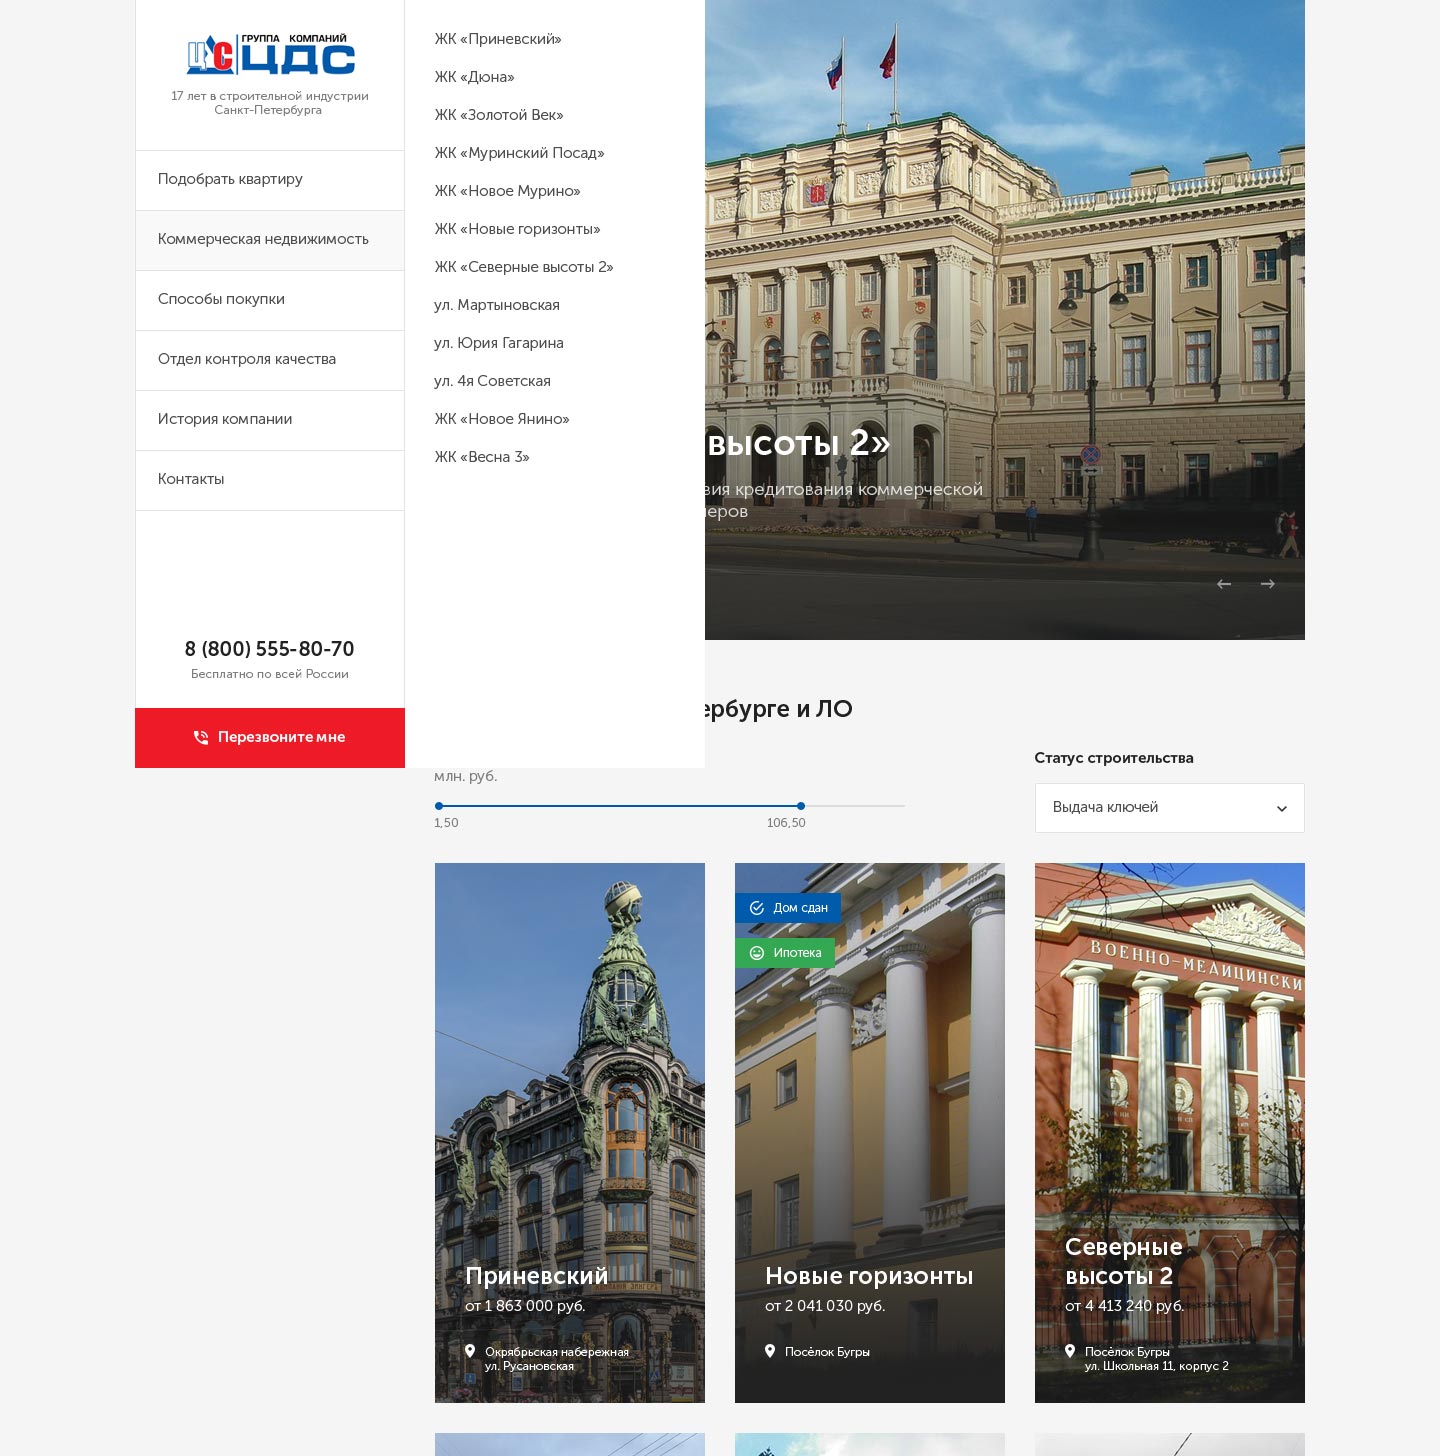 ГРУППА КОМПАНИЙ
ЦДС
17 лет в строительной индустрии
Санкт-Петербурга
Подобрать квартиру
Коммерческая недвижимость
Способы покупки
Отдел контроля качества
История компании
Контакты
8 (800) 555-80-70
Бесплатно по всей России
Перезвоните мне
ЖК «Приневский»
ЖК «Дюна»
ЖК «Золотой Век»
ЖК «Муринский Посад»
ЖК «Новое Мурино»
ЖК «Новые горизонты»
ЖК «Северные высоты 2»
ул. Мартыновская
ул. Юрия Гагарина
ул. 4я Советская
ЖК «Новое Янино»
ЖК «Весна 3»
высоты 2»
вия кредитования коммерческой
неров
ербурге и ЛО
млн. руб.
1,50
106,50
Статус строительства
Выдача ключей
Приневский
от 1 863 000 руб.
Окрябрьская набережная
ул. Русановская
Дом сдан
Ипотека
Новые горизонты
от 2 041 030 руб.
Посёлок Бугры
ВОЕННО-МЕДИЦИНСКИ
Северные
высоты 2
от 4 413 240 руб.
Посёлок Бугры
ул. Школьная 11, корпус 2